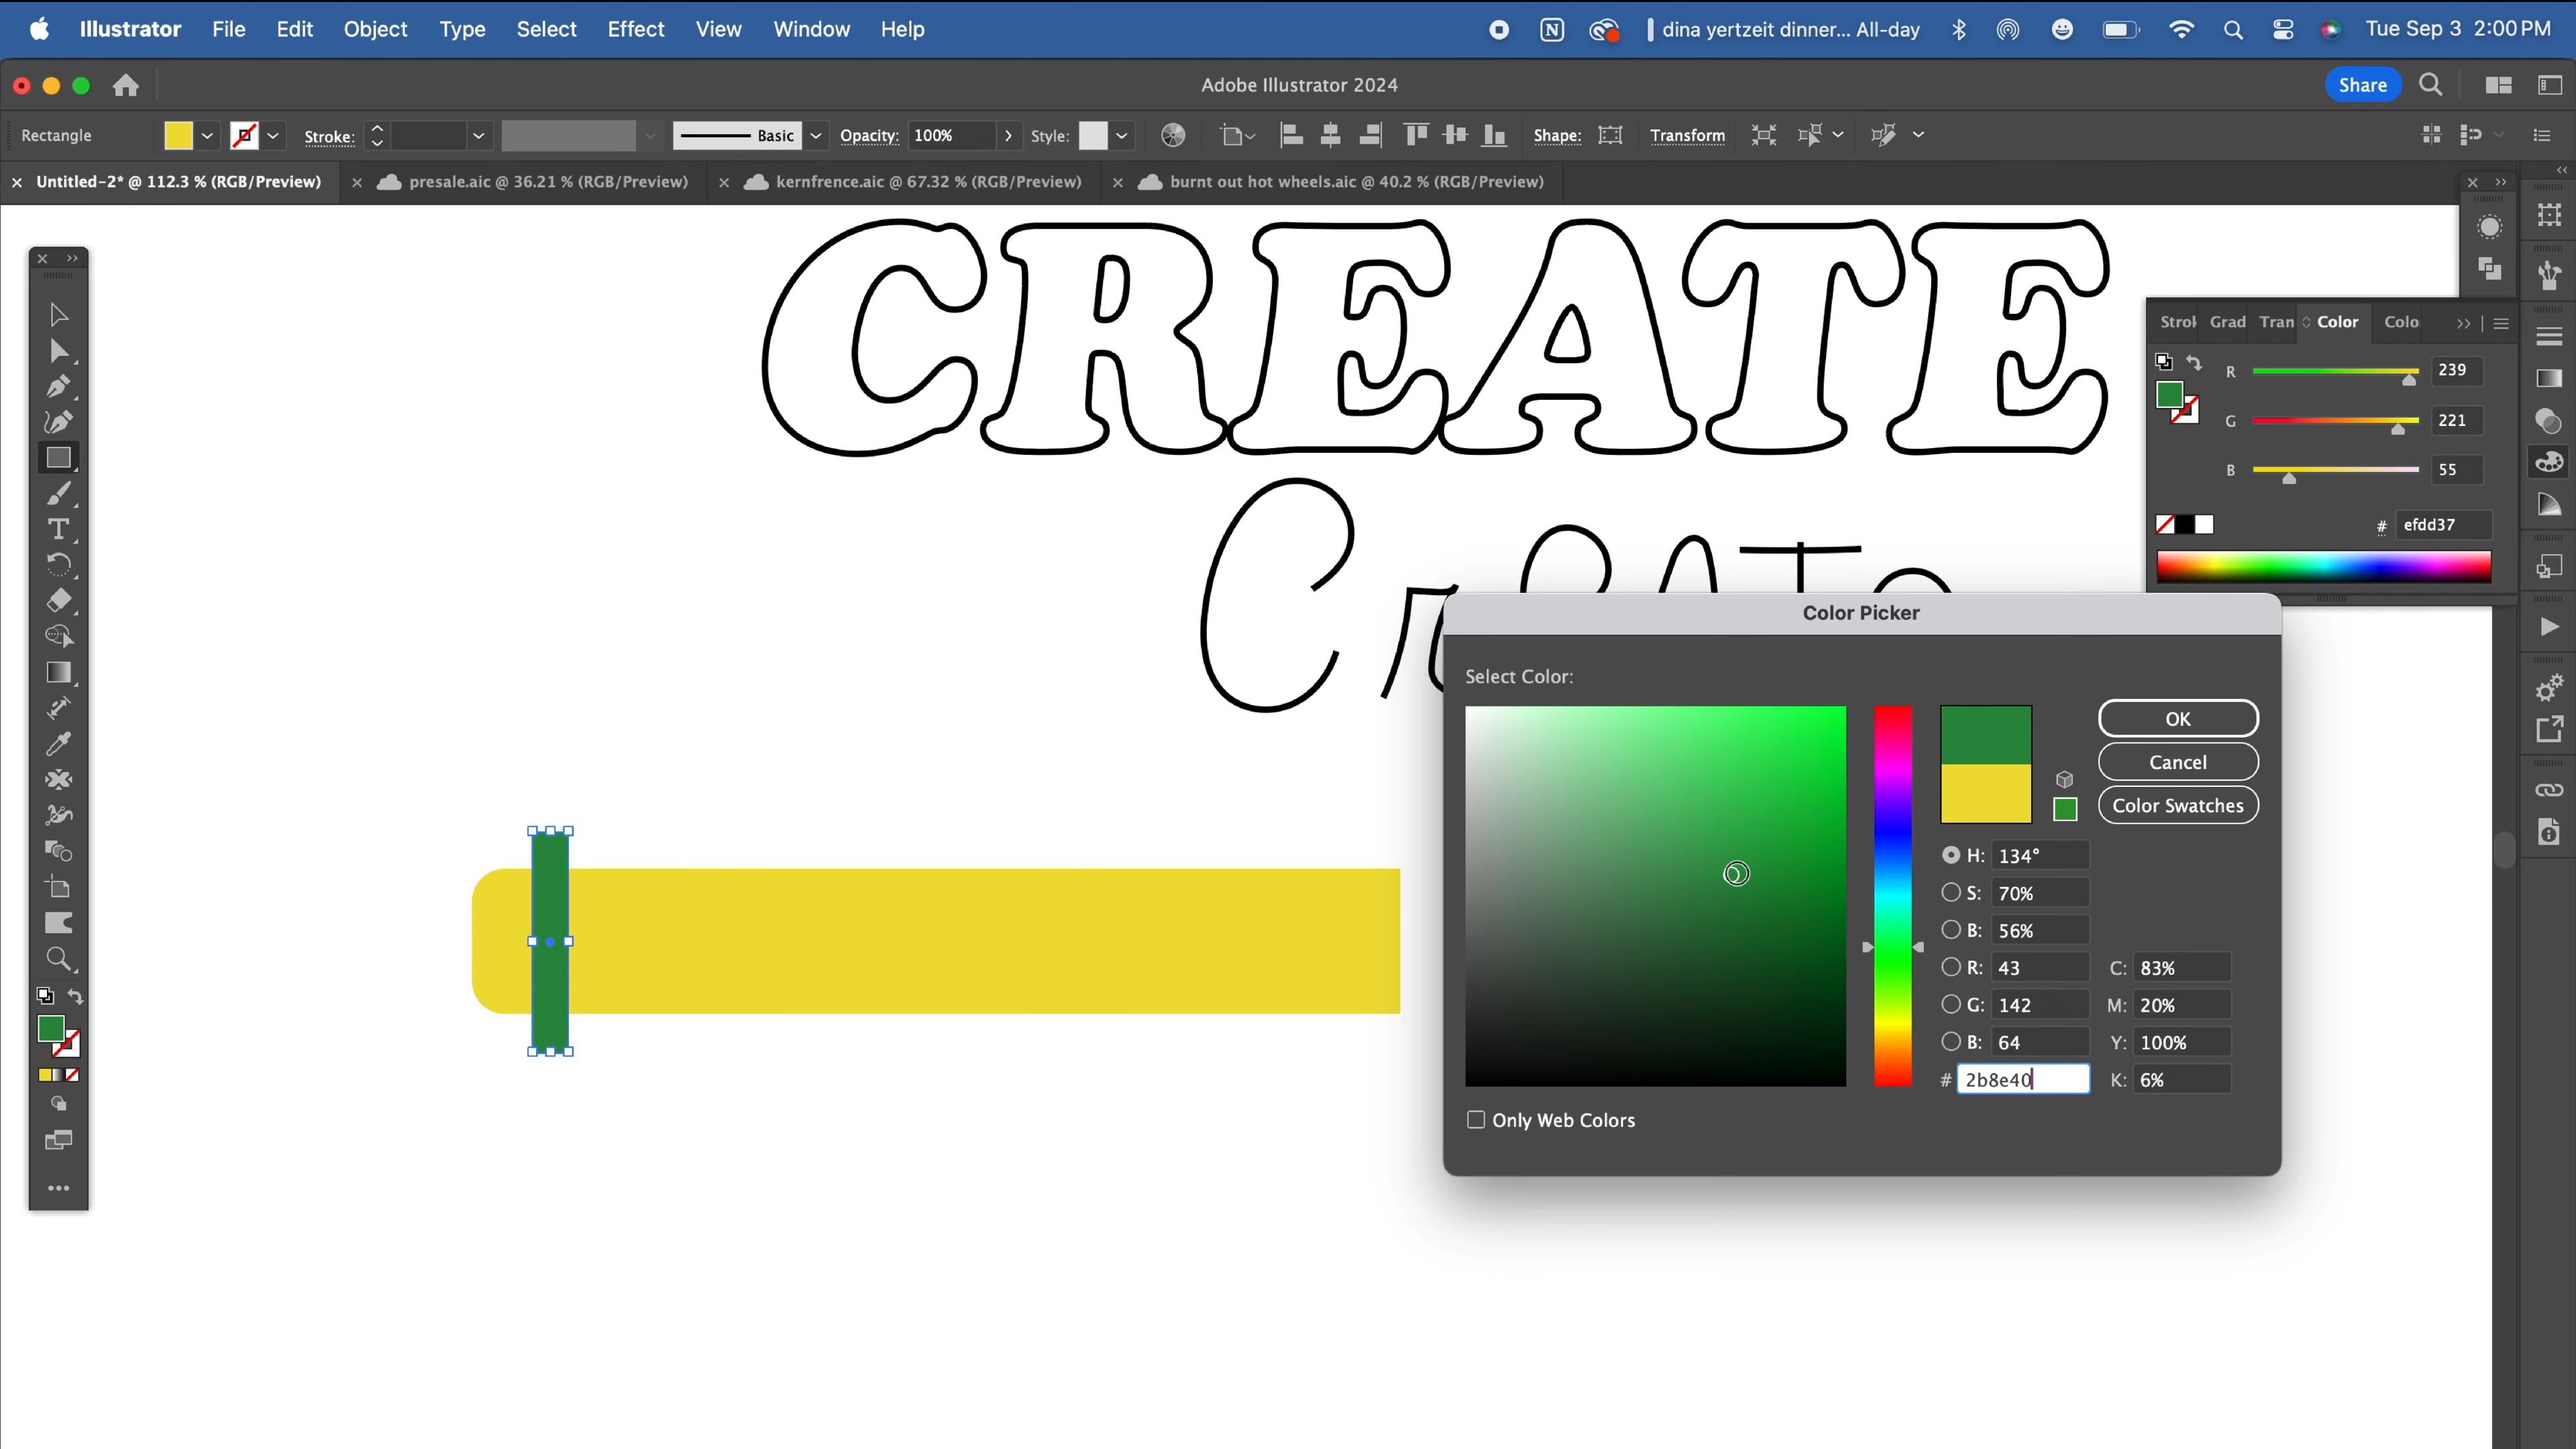 Illustrator File Edit Object Type Select Effect View Window Help dina yertzeit dinner... All-day Tue Sep 3 2:00 PM
Adobe Illustrator 2024 Share
Rectangle Stroke: Basic Opacity: 100% Style: Shape: Transform
Untitled-2* @ 112.3 % (RGB/Preview) presale.aic @ 36.21 % (RGB/Preview) kernfrence.aic @ 67.32 % (RGB/Preview) burnt out hot wheels.aic @ 40.2 % (RGB/Preview)
CREATE
Strok Grad Tran Color Colo
R 239
G 221
B 55
# efdd37
Color Picker
Select Color:
OK
Cancel
Color Swatches
H: 134°
S: 70%
B: 56%
R: 43 C: 83%
G: 142 M: 20%
B: 64 Y: 100%
# 2b8e40 K: 6%
Only Web Colors